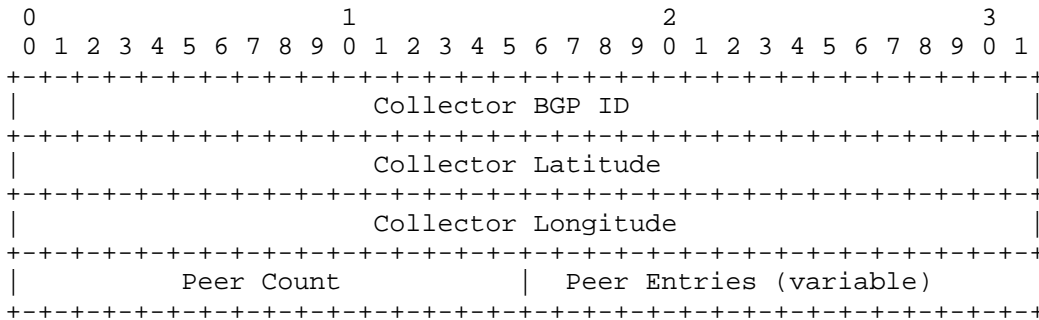 0                   1                   2                   3
 0 1 2 3 4 5 6 7 8 9 0 1 2 3 4 5 6 7 8 9 0 1 2 3 4 5 6 7 8 9 0 1
+-+-+-+-+-+-+-+-+-+-+-+-+-+-+-+-+-+-+-+-+-+-+-+-+-+-+-+-+-+-+-+-+
|                      Collector BGP ID                         |
+-+-+-+-+-+-+-+-+-+-+-+-+-+-+-+-+-+-+-+-+-+-+-+-+-+-+-+-+-+-+-+-+
|                      Collector Latitude                       |
+-+-+-+-+-+-+-+-+-+-+-+-+-+-+-+-+-+-+-+-+-+-+-+-+-+-+-+-+-+-+-+-+
|                      Collector Longitude                      |
+-+-+-+-+-+-+-+-+-+-+-+-+-+-+-+-+-+-+-+-+-+-+-+-+-+-+-+-+-+-+-+-+
|          Peer Count           |  Peer Entries (variable)
+-+-+-+-+-+-+-+-+-+-+-+-+-+-+-+-+-+-+-+-+-+-+-+-+-+-+-+-+-+-+-+-+